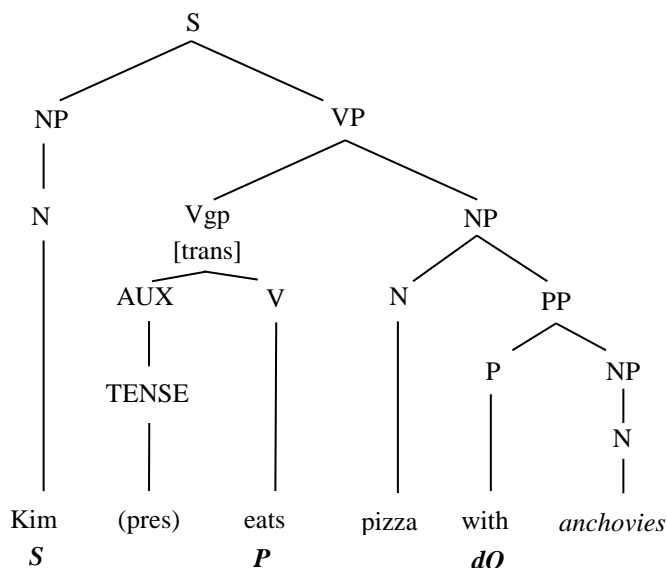 S
NP VP
N Vgp NP
[trans]
AUX V N PP
TENSE P NP
N
Kim (pres) eats pizza with anchovies
S P dO